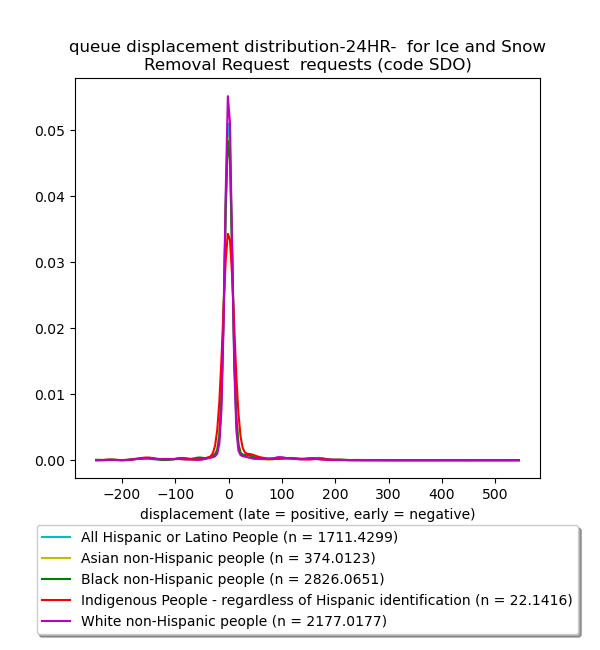 queue displacement distribution-24HR-  for Ice and Snow
Removal Request  requests (code SDO)
0.05
0.04
0.03
0.02
0.01
0.00
−200 −100 0 100 200 300 400 500
displacement (late = positive, early = negative)
All Hispanic or Latino People (n = 1711.4299)
Asian non-Hispanic people (n = 374.0123)
Black non-Hispanic people (n = 2826.0651)
Indigenous People - regardless of Hispanic identification (n = 22.1416)
White non-Hispanic people (n = 2177.0177)